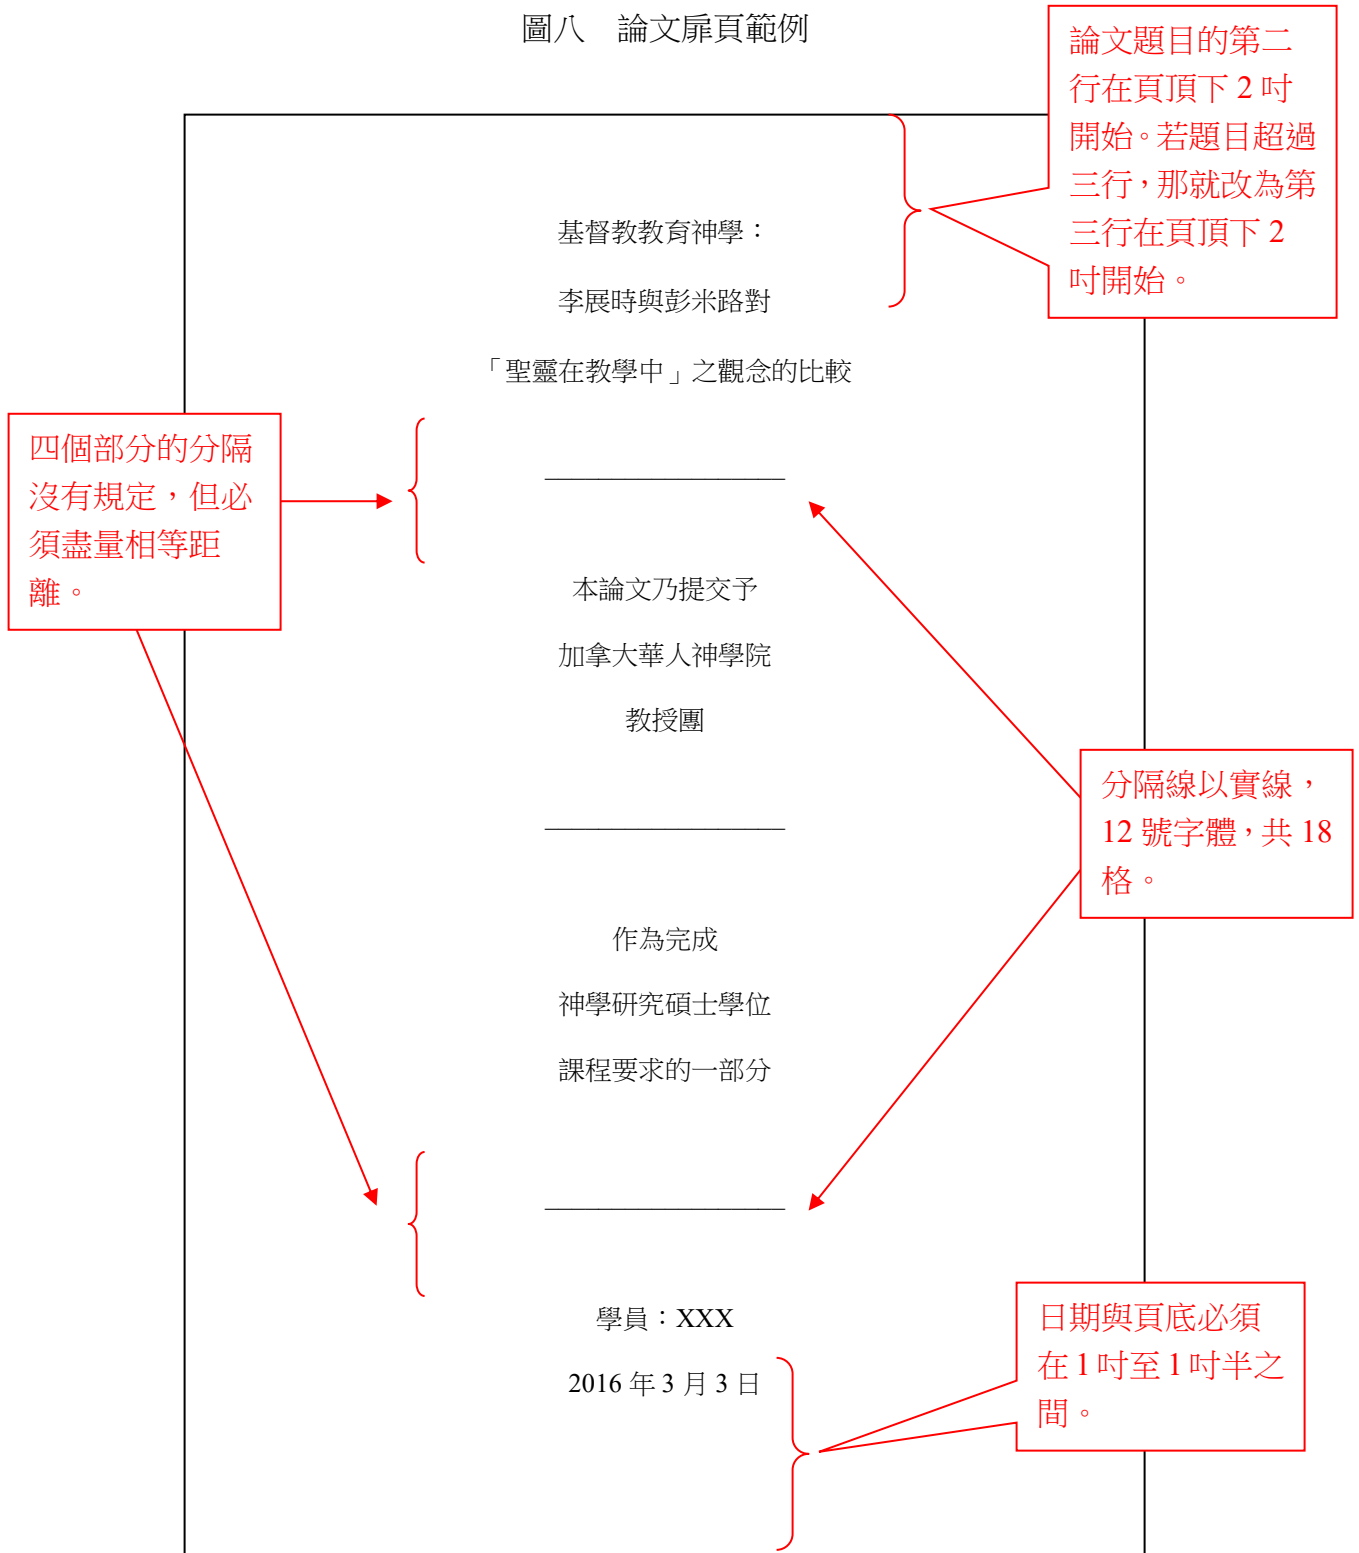 圖八　論文扉頁範例
論文題目的第二
行在頁頂下 2 吋
開始。若題目超過
三行，那就改為第
三行在頁頂下 2
吋開始。
基督教教育神學：
李展時與彭米路對
「聖靈在教學中」之觀念的比較
四個部分的分隔
沒有規定，但必
須盡量相等距
離。
__________________
本論文乃提交予
加拿大華人神學院
教授團
分隔線以實線，
12 號字體，共 18
格。
__________________
作為完成
神學研究碩士學位
課程要求的一部分
__________________
學員：XXX
2016 年 3 月 3 日
日期與頁底必須
在 1 吋至 1 吋半之
間。